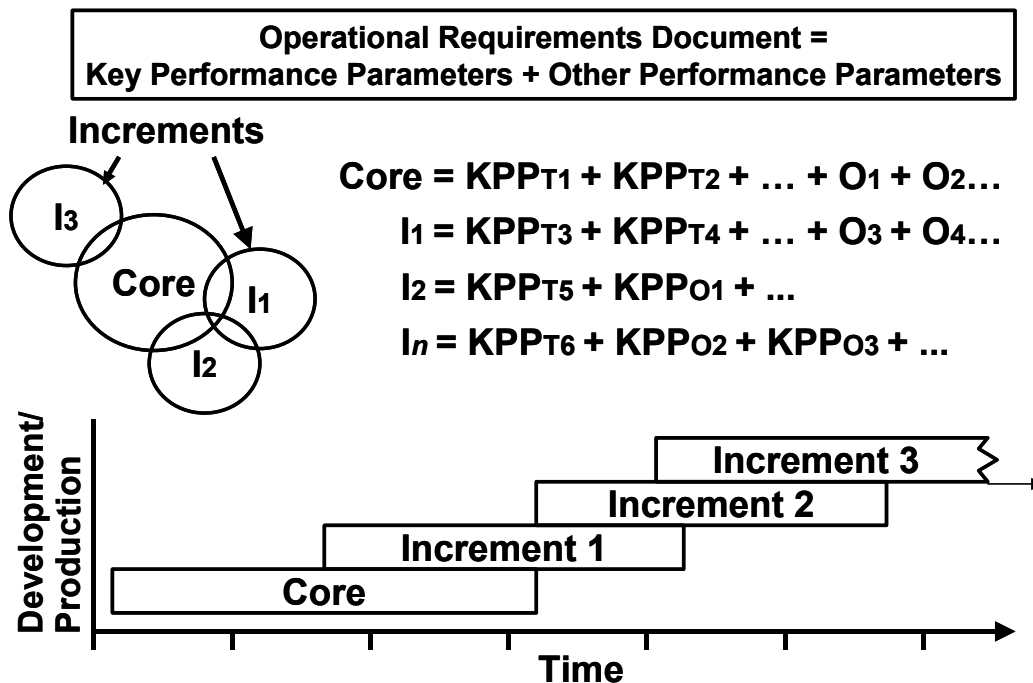 Operational Requirements Document =
Key Performance Parameters + Other Performance Parameters
Increments
I3
Core
I1
I2
Core = KPPT1 + KPPT2 + … + O1 + O2…
I1 = KPPT3 + KPPT4 + … + O3 + O4…
I2 = KPPT5 + KPPO1 + ...
In = KPPT6 + KPPO2 + KPPO3 + ...
Development/
Production
Increment 3
Increment 2
Increment 1
Core
Time